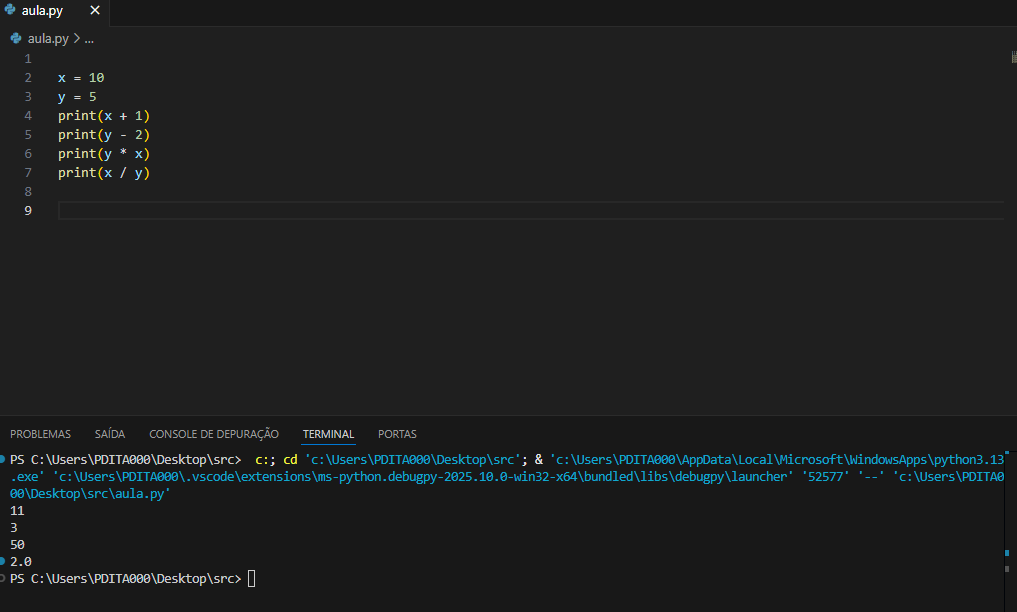 aula.py ×
aula.py > ...
1
2 x = 10
3 y = 5
4 print(x + 1)
5 print(y - 2)
6 print(y * x)
7 print(x / y)
8
9
PROBLEMAS SAÍDA CONSOLE DE DEPURAÇÃO TERMINAL PORTAS
PS C:\Users\PDITA000\Desktop\src>  c:; cd 'c:\Users\PDITA000\Desktop\src'; & 'c:\Users\PDITA000\AppData\Local\Microsoft\WindowsApps\python3.13
.exe' 'c:\Users\PDITA000\.vscode\extensions\ms-python.debugpy-2025.10.0-win32-x64\bundled\libs\debugpy\launcher' '52577' '--' 'c:\Users\PDITA0
00\Desktop\src\aula.py'
11
3
50
2.0
PS C:\Users\PDITA000\Desktop\src>